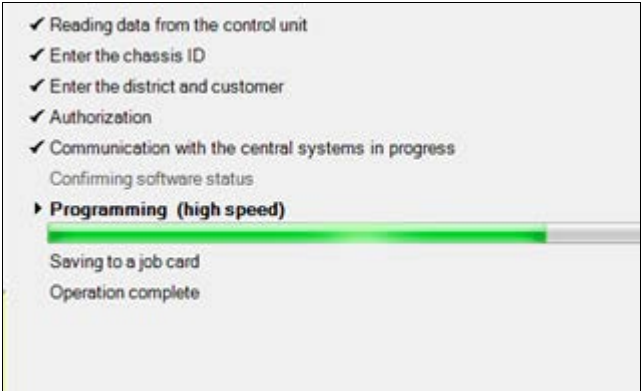 Reading data from the control unit
Enter the chassis ID
Enter the district and customer
Authorization
Communication with the central systems in progress
Confirming software status
Programming (high speed)
Saving to a job card
Operation complete